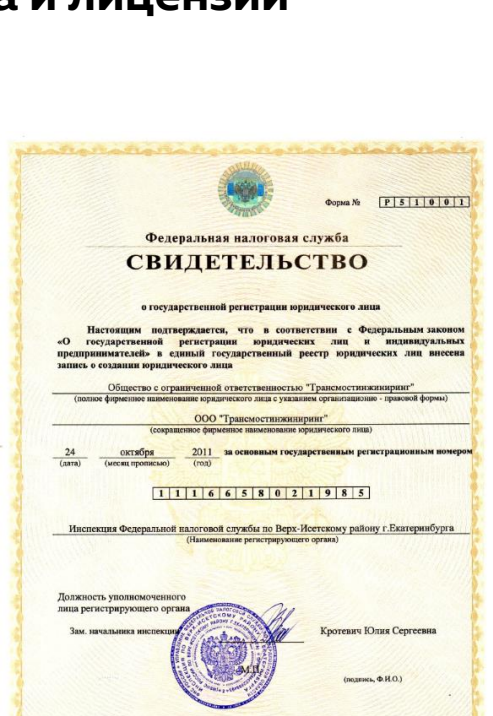 а и лицензии
Форма № Р 5 1 0 0 1
Федеральная налоговая служба
СВИДЕТЕЛЬСТВО
о государственной регистрации юридического лица
Настоящим подтверждается, что в соответствии с Федеральным законом
«О государственной регистрации юридических лиц и индивидуальных
предпринимателей» в единый государственный реестр юридических лиц внесена
запись о создании юридического лица
Общество с ограниченной ответственностью "Трансмостинжиниринг"
(полное фирменное наименование юридического лица с указанием организационно - правовой формы)
ООО "Трансмостинжиниринг"
(сокращенное фирменное наименование юридического лица)
24 октября 2011 за основным государственным регистрационным номером
(дата) (месяц прописью) (год)
1 1 1 6 6 5 8 0 2 1 9 8 5
Инспекция Федеральной налоговой службы по Верх-Исетскому району г.Екатеринбурга
(Наименование регистрирующего органа)
Должность уполномоченного
лица регистрирующего органа
Зам. начальника инспекции Кротевич Юлия Сергеевна
М.П.
(подпись, Ф.И.О.)